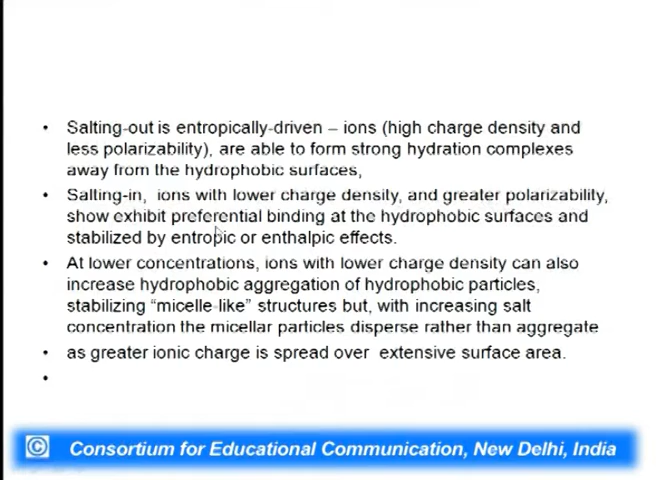 • Salting-out is entropically-driven – ions (high charge density and
less polarizability), are able to form strong hydration complexes
away from the hydrophobic surfaces,
• Salting-in, ions with lower charge density, and greater polarizability,
show exhibit preferential binding at the hydrophobic surfaces and
stabilized by entropic or enthalpic effects.
• At lower concentrations, ions with lower charge density can also
increase hydrophobic aggregation of hydrophobic particles,
stabilizing “micelle-like” structures but, with increasing salt
concentration the micellar particles disperse rather than aggregate
• as greater ionic charge is spread over extensive surface area.
•
© Consortium for Educational Communication, New Delhi, India